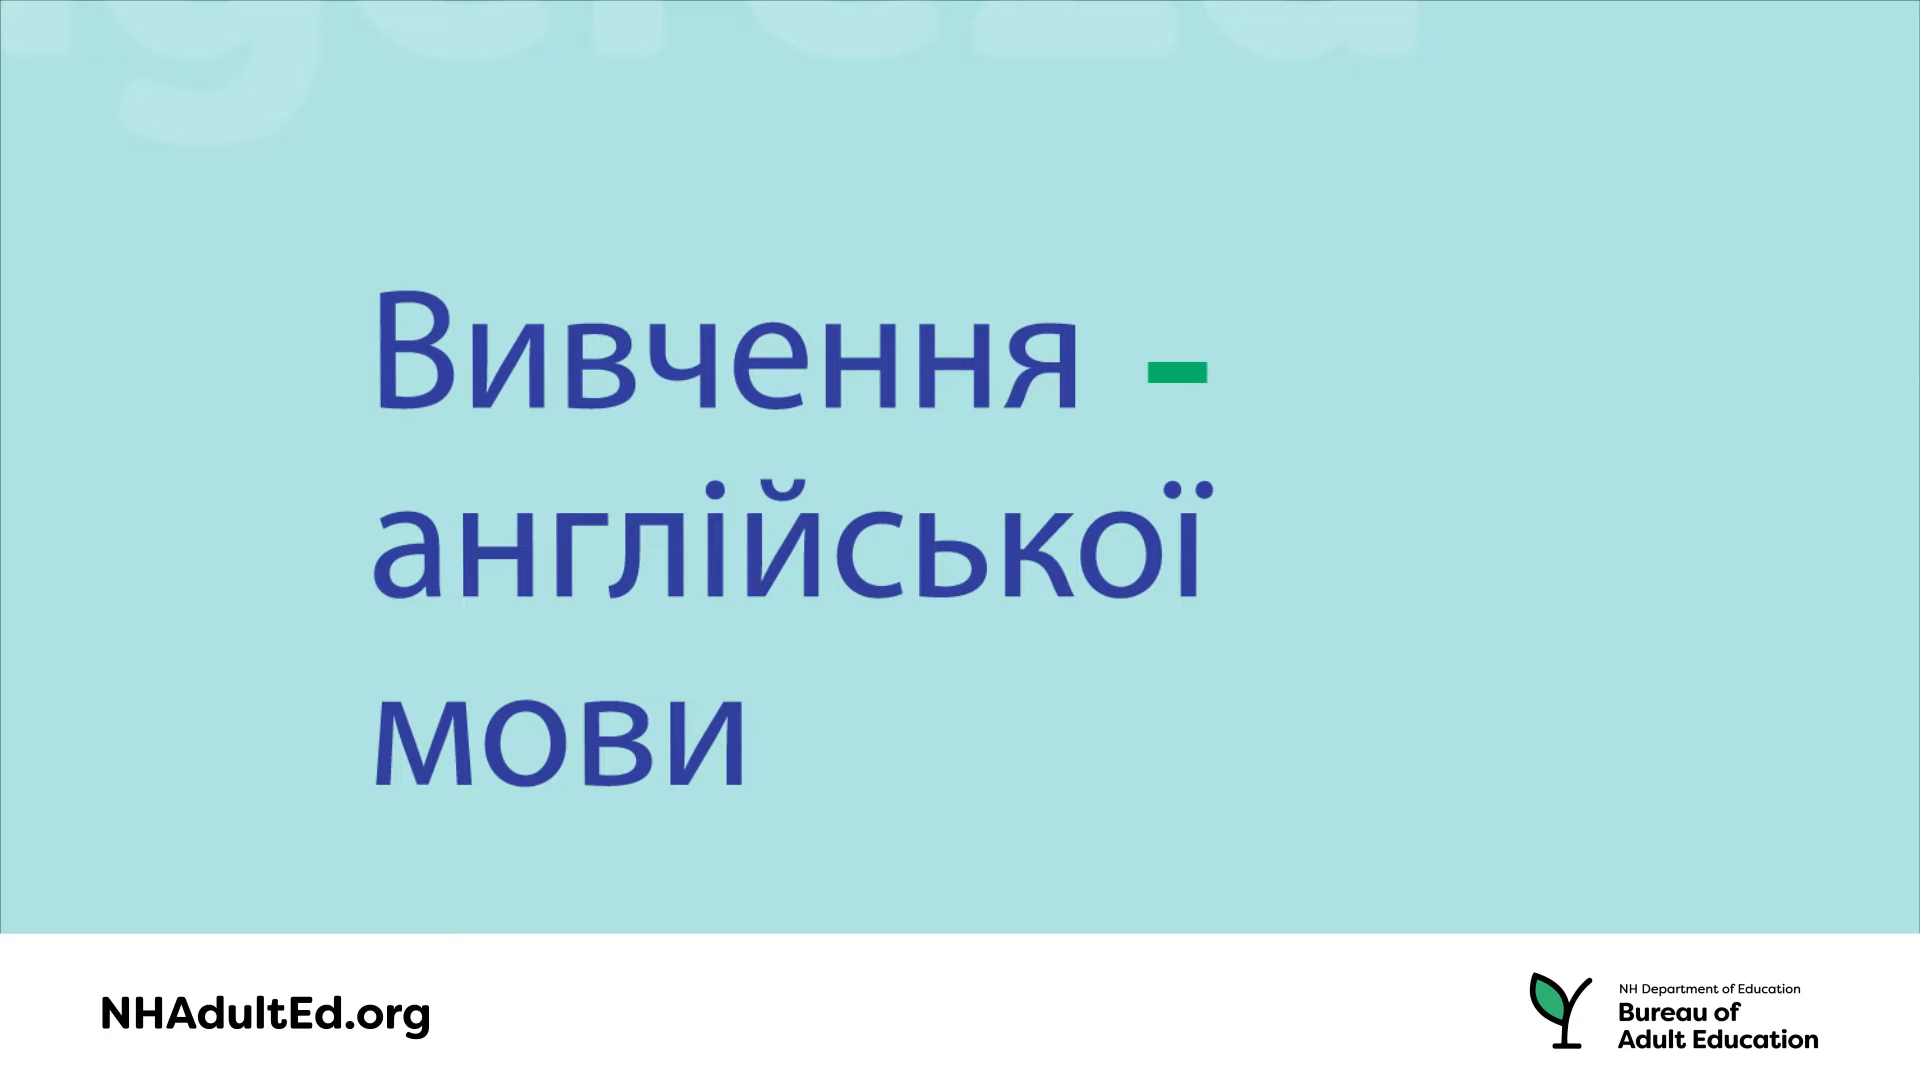 Вивчення -
англійської
мови
NHAdultEd.org
NH Department of Education
Bureau of
Adult Education